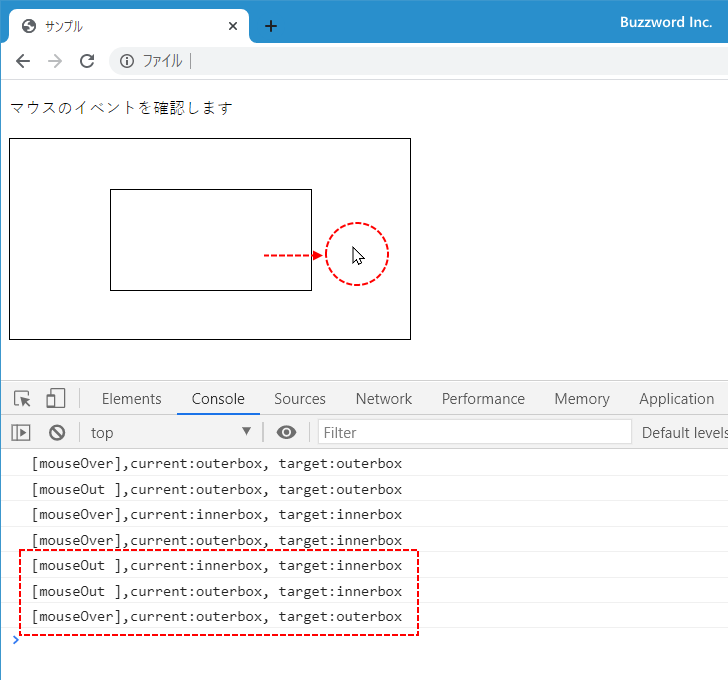 サンプル
Buzzword Inc.
ファイル
マウスのイベントを確認します
Elements Console Sources Network Performance Memory Application
top Filter Default levels
[mouseOver],current:outerbox, target:outerbox
[mouseOut ],current:outerbox, target:outerbox
[mouseOver],current:innerbox, target:innerbox
[mouseOver],current:outerbox, target:innerbox
[mouseOut ],current:innerbox, target:innerbox
[mouseOut ],current:outerbox, target:innerbox
[mouseOver],current:outerbox, target:outerbox